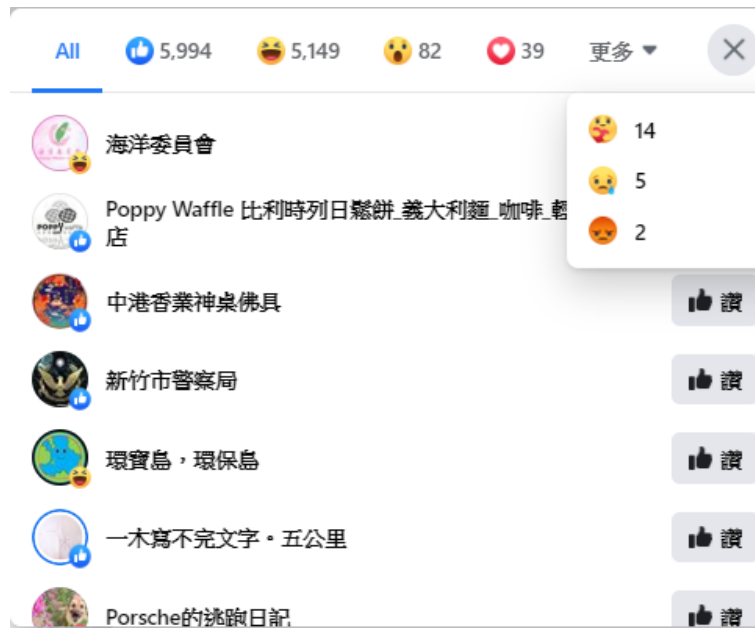 All 5,994 5,149 82 39 更多
14
5
2
海洋委員會
Poppy Waffle 比利時列日鬆餅_義大利麵_咖啡_輕
店
中港香業神桌佛具 讚
新竹市警察局 讚
環寶島，環保島 讚
一木寫不完文字。五公里 讚
Porsche的逃跑日記 讚